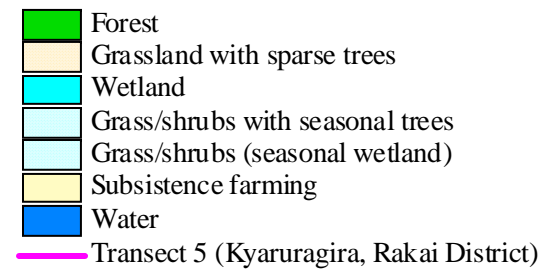 Forest
Grassland with sparse trees
Wetland
Grass/shrubs with seasonal trees
Grass/shrubs (seasonal wetland)
Subsistence farming
Water
Transect 5 (Kyaruragira, Rakai District)